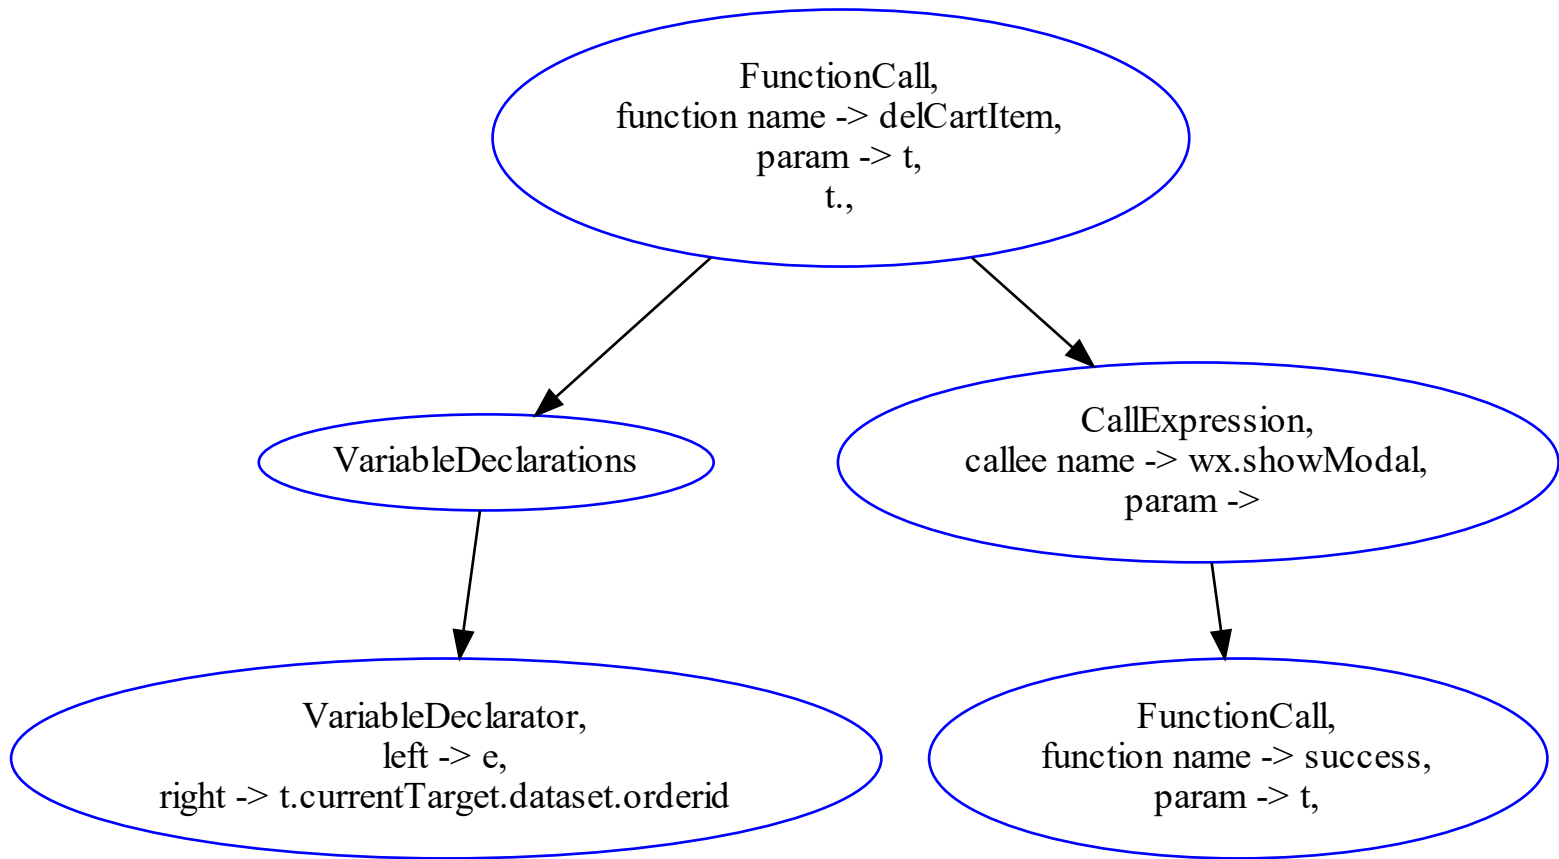 FunctionCall,
function name -> delCartItem,
param -> t,
t.,
VariableDeclarations
CallExpression,
callee name -> wx.showModal,
param ->
VariableDeclarator,
left -> e,
right -> t.currentTarget.dataset.orderid
FunctionCall,
function name -> success,
param -> t,